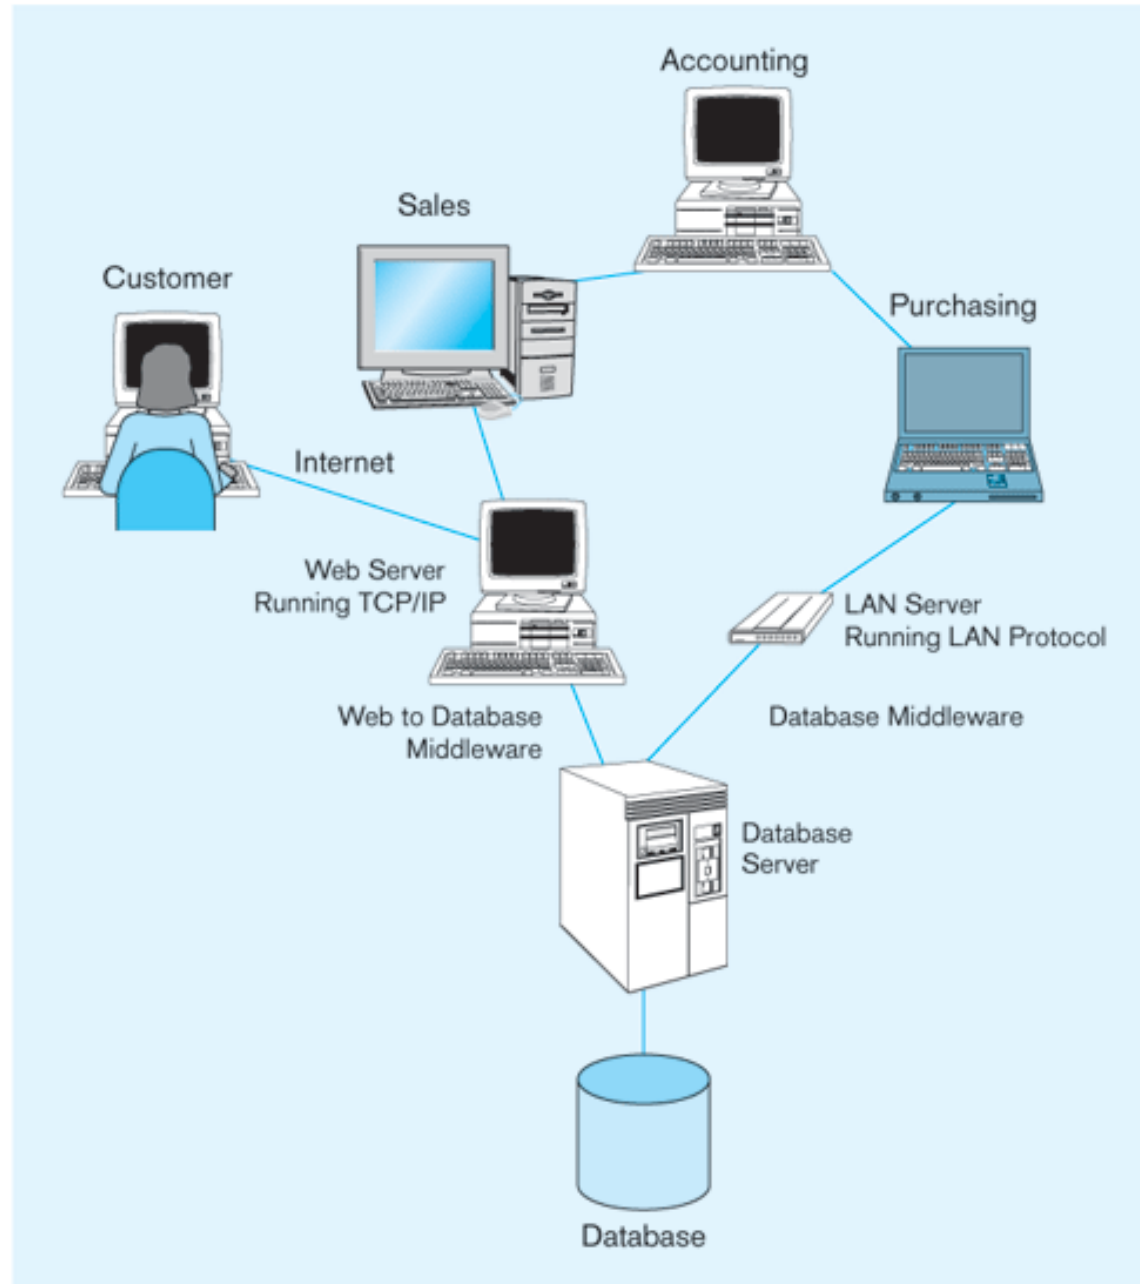 Accounting
Sales
Customer
Purchasing
Internet
Web Server
Running TCP/IP
LAN Server
Running LAN Protocol
Web to Database
Middleware
Database Middleware
Database
Server
Database